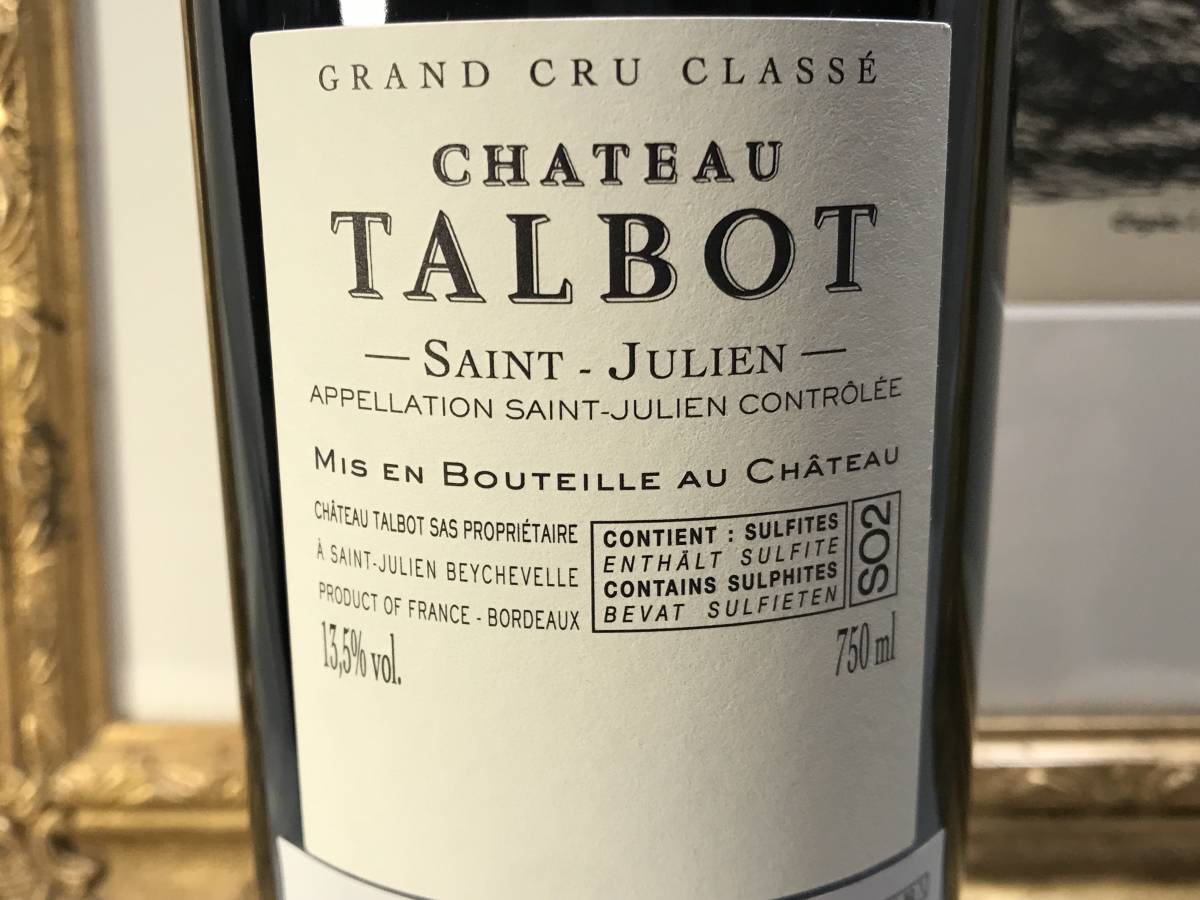 GRAND CRU CLASSÉ
CHATEAU
TALBOT
— SAINT - JULIEN —
APPELLATION SAINT-JULIEN CONTRÔLÉE
MIS EN BOUTEILLE AU CHÂTEAU
CHÂTEAU TALBOT SAS PROPRIÉTAIRE
À SAINT-JULIEN BEYCHEVELLE
PRODUCT OF FRANCE - BORDEAUX
CONTIENT : SULFITES
ENTHÄLT SULFITE
CONTAINS SULPHITES
BEVAT SULFIETEN
SO2
13,5% vol.
750 ml